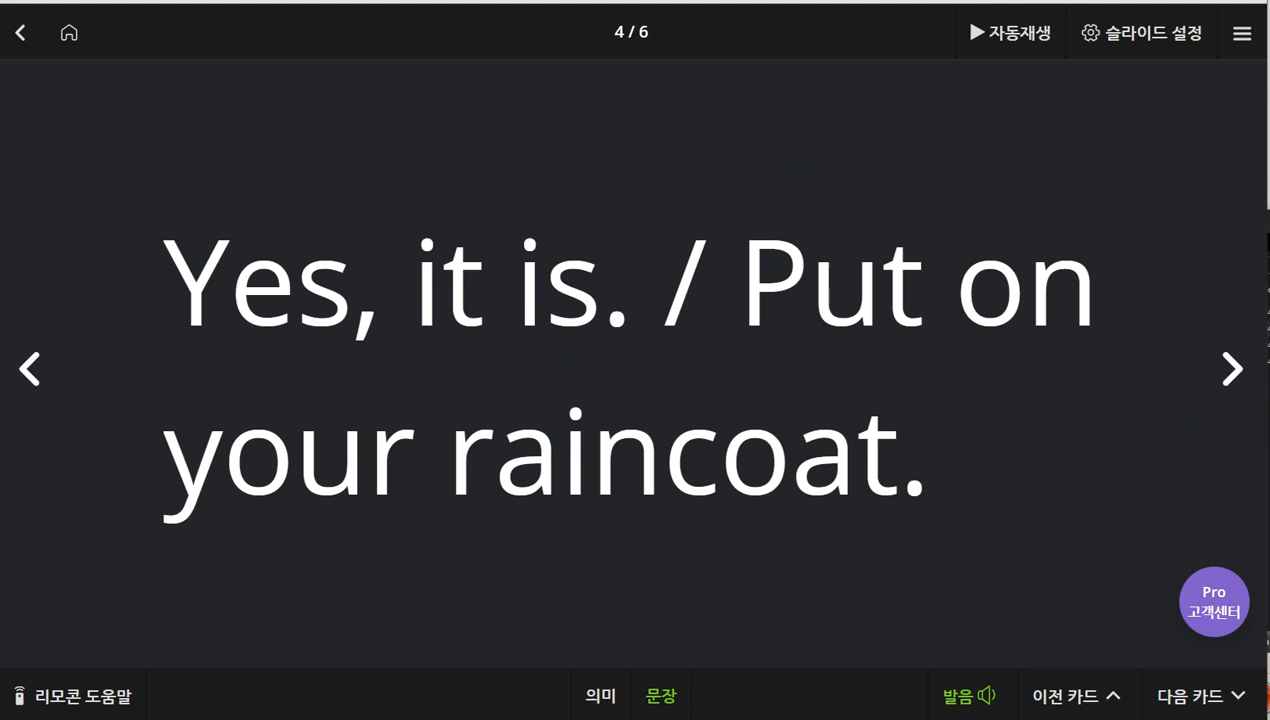 4 / 6
자동재생
슬라이드 설정
Yes, it is. / Put on
your raincoat.
Pro
고객센터
리모콘 도움말
의미
문장
발음
이전 카드
다음 카드